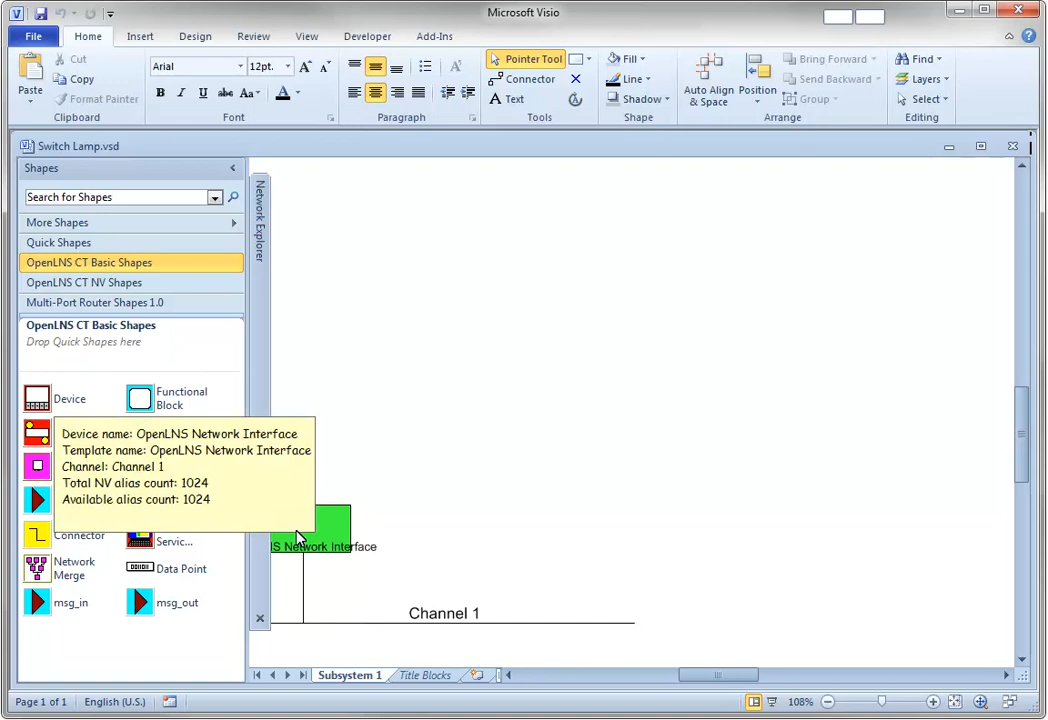 Microsoft Visio
File Home Insert Design Review View Developer Add-Ins
Paste
Cut
Copy
Format Painter
Clipboard
Arial 12pt.
B I U abc Aa A
Font
Paragraph
Pointer Tool
Connector
A Text
Tools
Fill
Line
Shadow
Shape
Auto Align & Space
Position
Bring Forward
Send Backward
Group
Arrange
Find
Layers
Select
Editing
Switch Lamp.vsd
Shapes
Search for Shapes
More Shapes
Quick Shapes
OpenLNS CT Basic Shapes
OpenLNS CT NV Shapes
Multi-Port Router Shapes 1.0
OpenLNS CT Basic Shapes
Drop Quick Shapes here
Device
Functional Block
Device name: OpenLNS Network Interface
Template name: OpenLNS Network Interface
Channel: Channel 1
Total NV alias count: 1024
Available alias count: 1024
Connector
Servic...
Network Merge
Data Point
msg_in
msg_out
Network Explorer
S Network Interface
Channel 1
Subsystem 1
Title Blocks
Page 1 of 1
English (U.S.)
108%